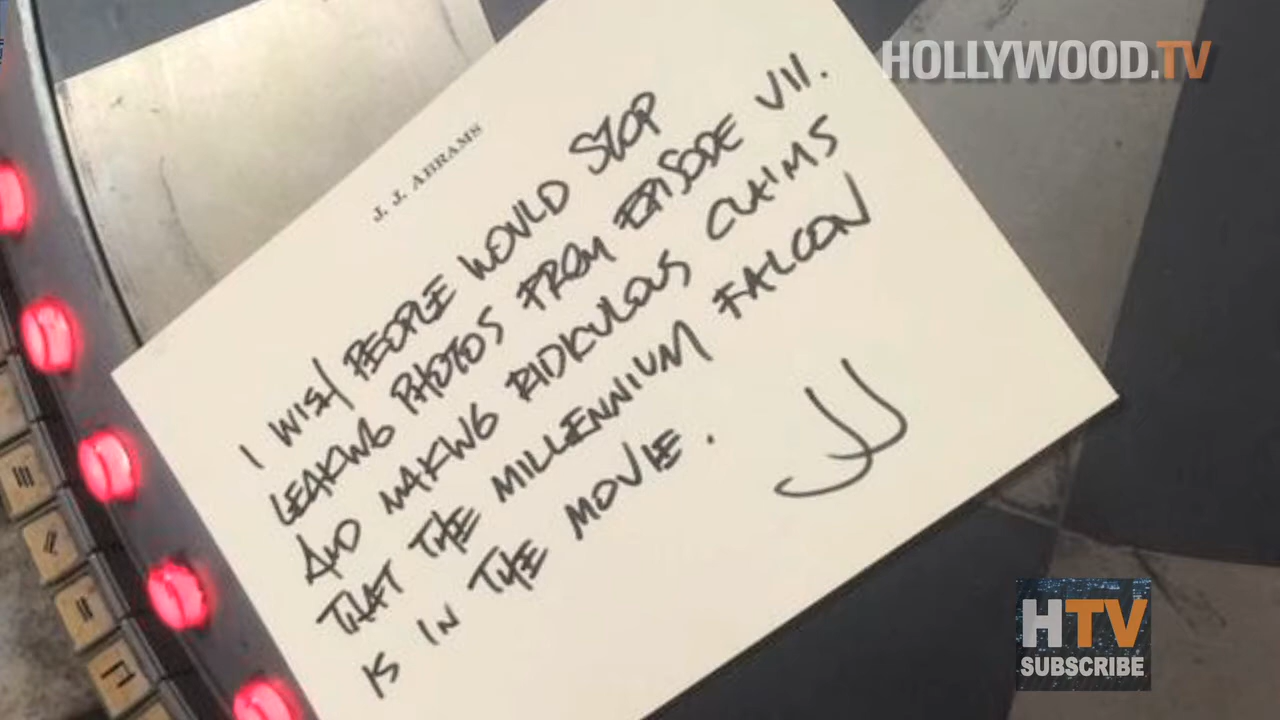 HOLLYWOOD.TV
J. J. ABRAMS
I WISH PEOPLE WOULD STOP
LEAKING PHOTOS FROM EPISODE VII.
AND MAKING RIDICULOUS CLAIMS
THAT THE MILLENNIUM FALCON
IS IN THE MOVIE.
JJ
HTV
SUBSCRIBE